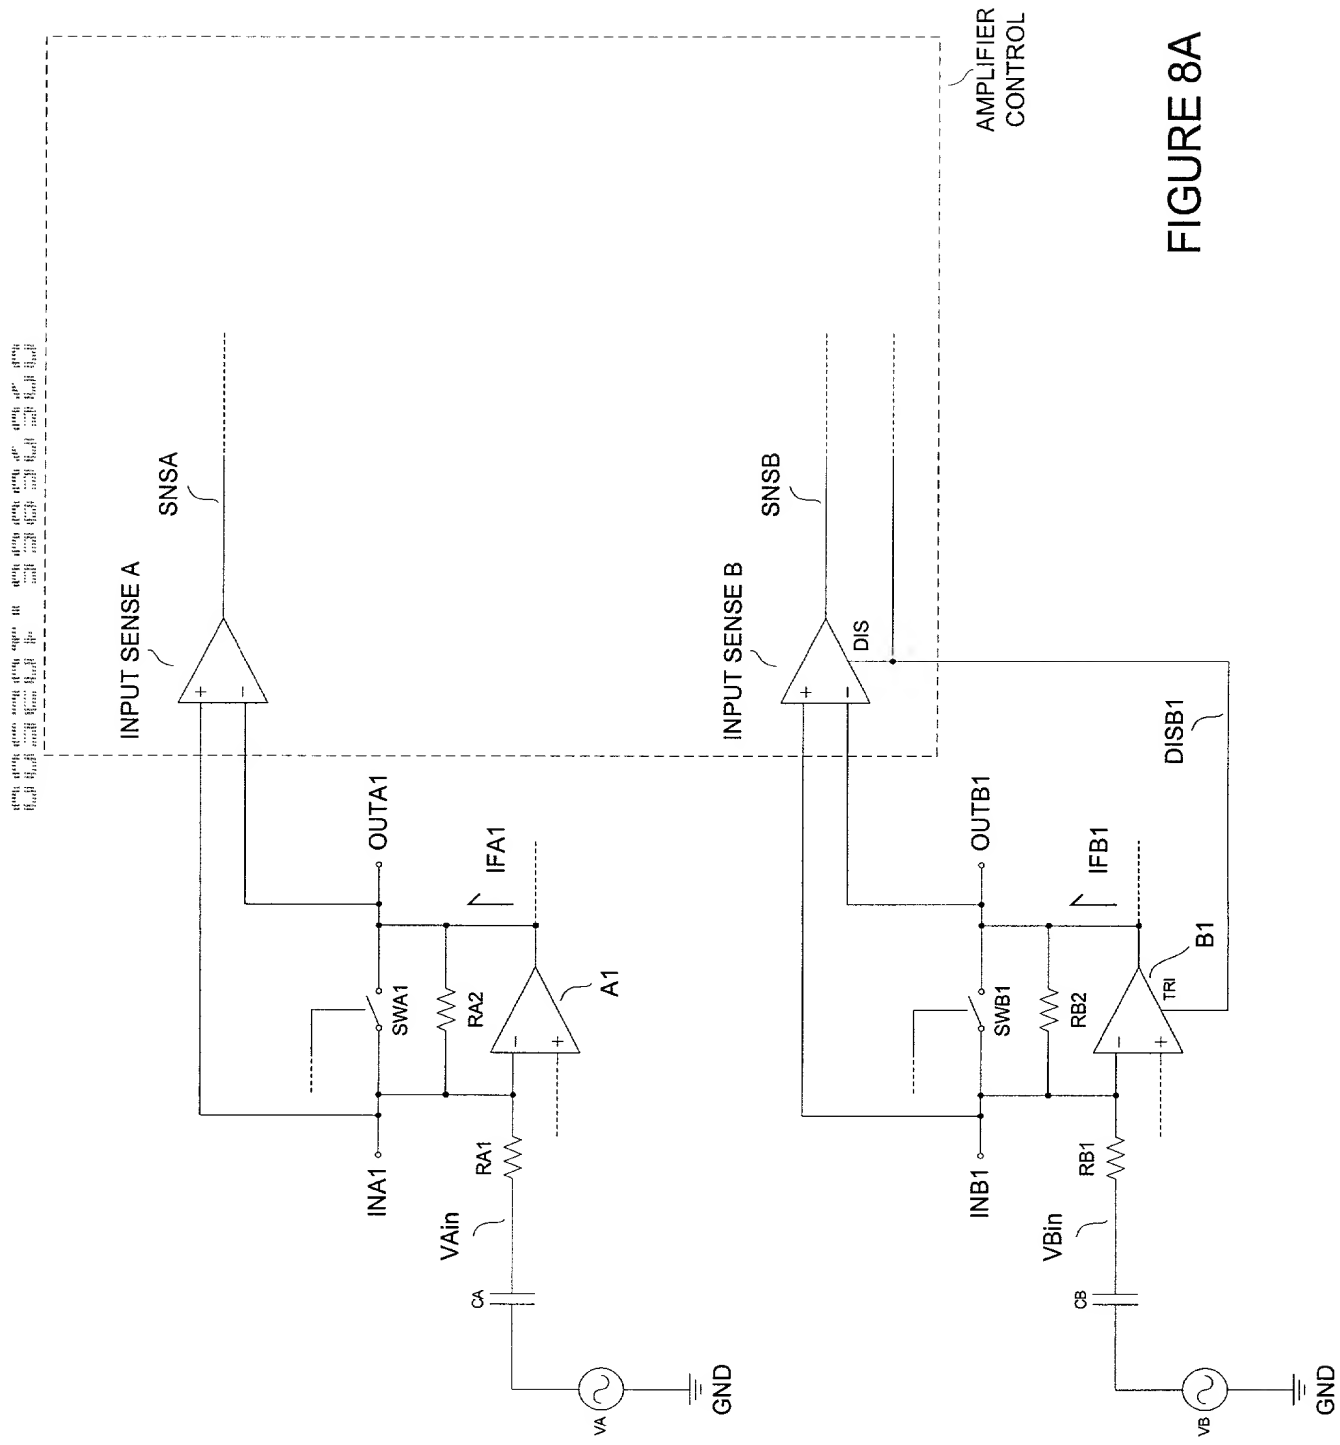 INPUT SENSE A
SNSA
+
−
INA1
OUTA1
SWA1
VAin
RA1
RA2
IFA1
CA
−
+
A1
VA
GND
INPUT SENSE B
SNSB
+
−
DIS
INB1
OUTB1
AMPLIFIER
CONTROL
SWB1
VBin
RB1
RB2
IFB1
CB
−
+
TRI
B1
DISB1
VB
GND
FIGURE 8A